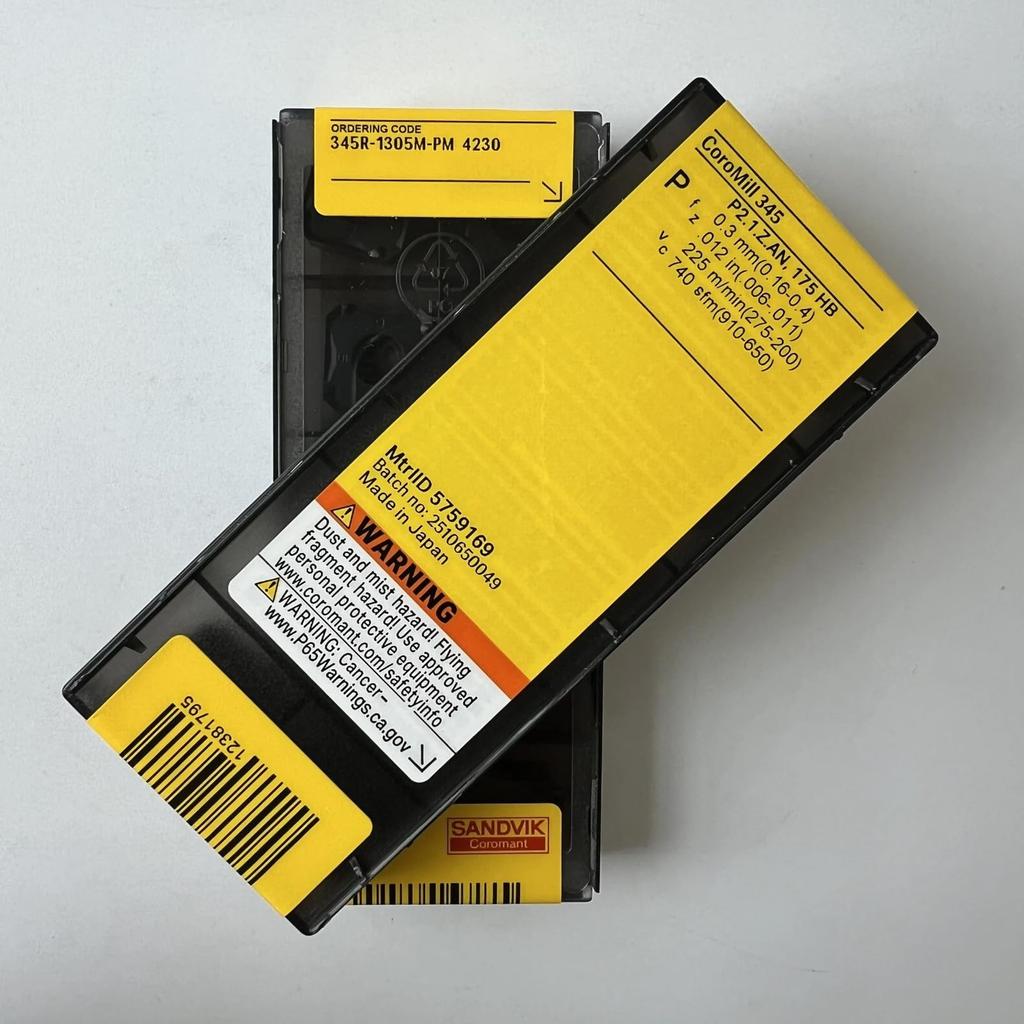 ORDERING CODE
345R-1305M-PM 4230
CoroMill 345
P
P2.1.Z.AN, 175 HB
fz 0.3 mm(0.16-0.4)
.012 in(.006-.011)
vc 225 m/min(275-200)
740 sfm(910-650)
MtrlID 5759169
Batch no: 2510650049
Made in Japan
WARNING
Dust and mist hazard! Flying
fragment hazard! Use approved
personal protective equipment
www.coromant.com/safetyinfo
WARNING: Cancer–
www.P65Warnings.ca.gov
12381795
SANDVIK
Coromant